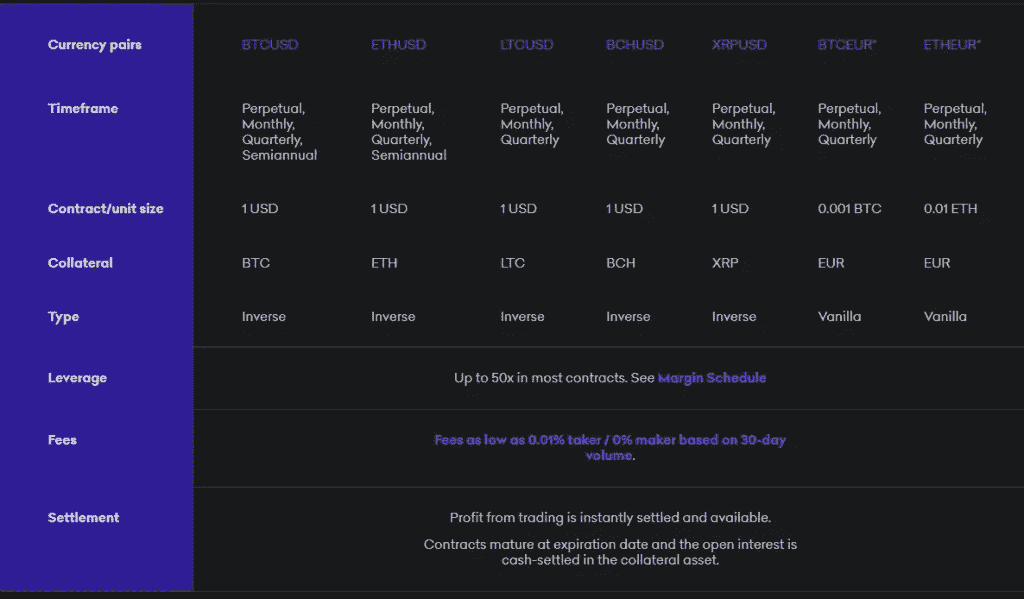 Currency pairs BTCUSD ETHUSD LTCUSD BCHUSD XRPUSD BTCEUR* ETHEUR*
Timeframe Perpetual, Perpetual, Perpetual, Perpetual, Perpetual, Perpetual, Perpetual,
Monthly, Monthly, Monthly, Monthly, Monthly, Monthly, Monthly,
Quarterly, Quarterly, Quarterly Quarterly Quarterly Quarterly Quarterly
Semiannual Semiannual
Contract/unit size 1 USD 1 USD 1 USD 1 USD 1 USD 0.001 BTC 0.01 ETH
Collateral BTC ETH LTC BCH XRP EUR EUR
Type Inverse Inverse Inverse Inverse Inverse Vanilla Vanilla
Leverage Up to 50x in most contracts. See Margin Schedule
Fees Fees as low as 0.01% taker / 0% maker based on 30-day
volume.
Settlement Profit from trading is instantly settled and available.
Contracts mature at expiration date and the open interest is
cash-settled in the collateral asset.